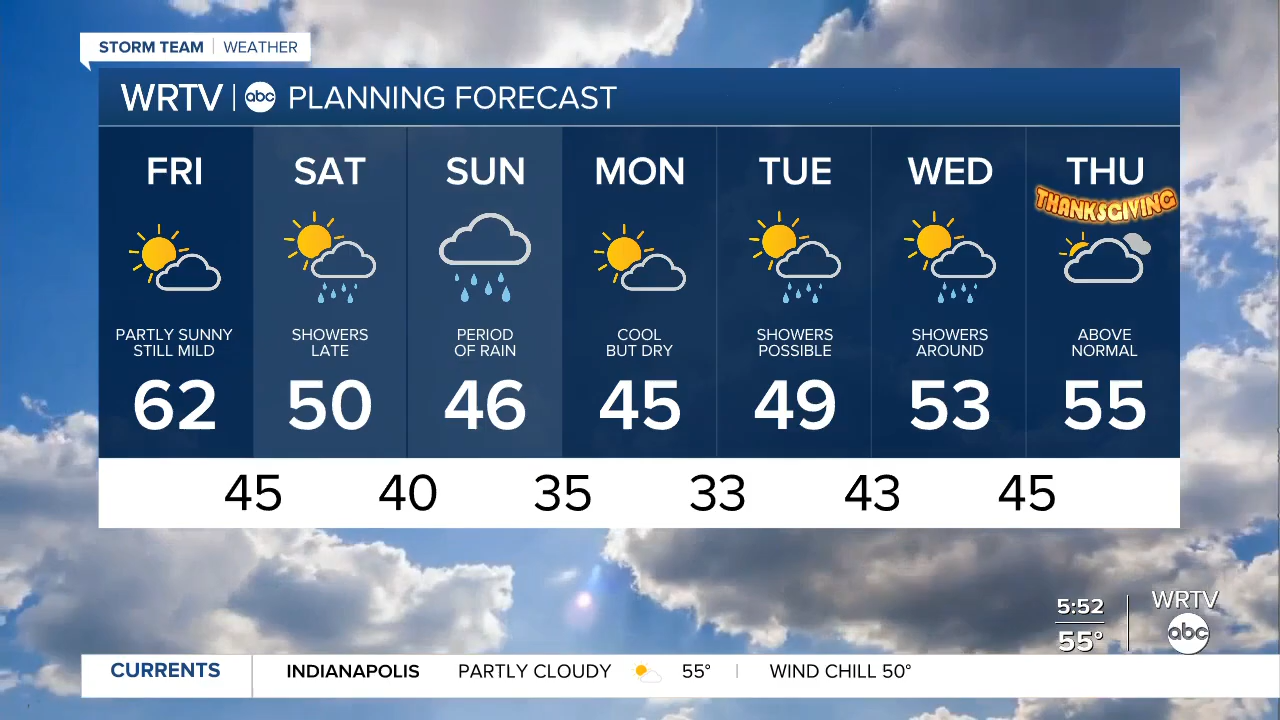 STORM TEAM | WEATHER
WRTV | abc PLANNING FORECAST
FRI
SAT
SUN
MON
TUE
WED
THU
THANKSGIVING
PARTLY SUNNY
STILL MILD
SHOWERS
LATE
PERIOD
OF RAIN
COOL
BUT DRY
SHOWERS
POSSIBLE
SHOWERS
AROUND
ABOVE
NORMAL
62
50
46
45
49
53
55
45
40
35
33
43
45
5:52
55°
WRTV
abc
CURRENTS
INDIANAPOLIS PARTLY CLOUDY 55° | WIND CHILL 50°